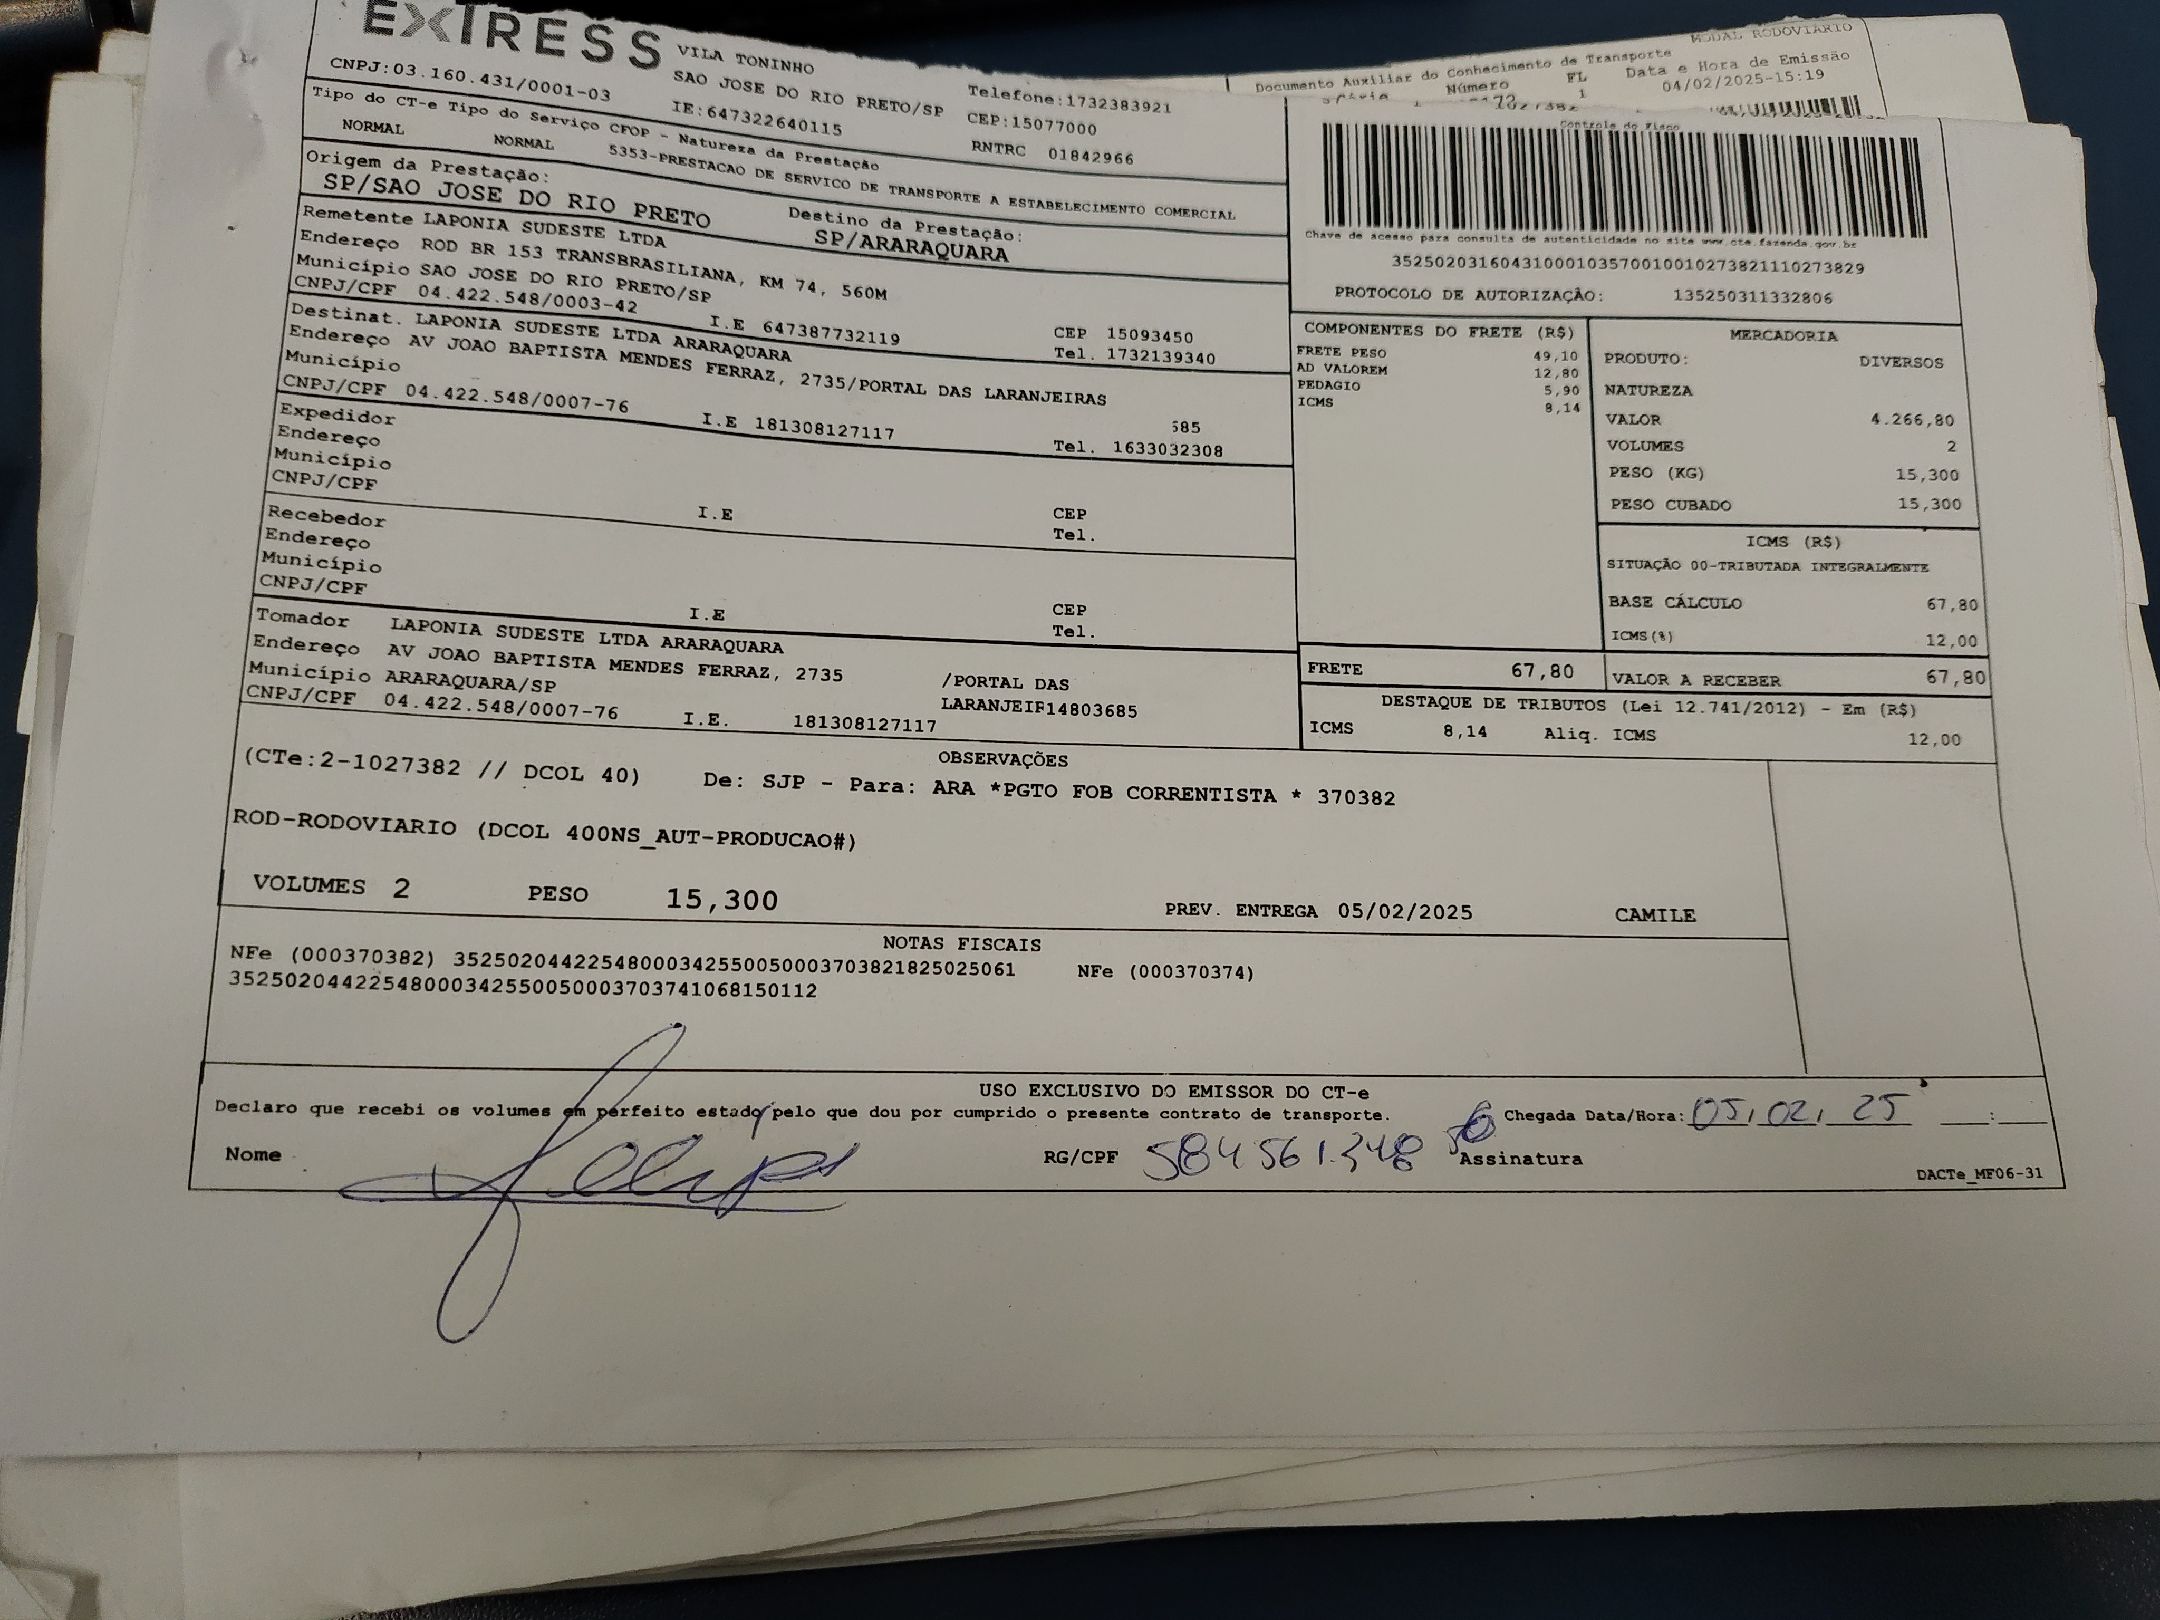 EXTRESS
VILA TONINHO
SAO JOSE DO RIO PRETO/SP
CNPJ:03.160.431/0001-03
IE:647322640115
Telefone:1732383921
CEP:15077000
RNTRC 01842966
MODAL RODOVIARIO
Documento Auxiliar do Conhecimento de Transporte
Número
FL
1
Data e Hora de Emissão
04/02/2025-15:19
Tipo do CT-e Tipo do Serviço CFOP - Natureza da Prestação
NORMAL NORMAL 5353-PRESTACAO DE SERVICO DE TRANSPORTE A ESTABELECIMENTO COMERCIAL
Origem da Prestação:
SP/SAO JOSE DO RIO PRETO
Destino da Prestação:
SP/ARARAQUARA
Controle do Fisco
Chave de acesso para consulta de autenticidade no site www.cte.fazenda.gov.br
35250203160431000103570010010273821110273829
PROTOCOLO DE AUTORIZAÇÃO: 135250311332806
Remetente LAPONIA SUDESTE LTDA
Endereço ROD BR 153 TRANSBRASILIANA, KM 74, 560M
Município SAO JOSE DO RIO PRETO/SP
CEP 15093450
CNPJ/CPF 04.422.548/0003-42 I.E 647387732119 Tel. 1732139340
Destinat. LAPONIA SUDESTE LTDA ARARAQUARA
Endereço AV JOAO BAPTISTA MENDES FERRAZ, 2735/PORTAL DAS LARANJEIRAS
Município 685
CNPJ/CPF 04.422.548/0007-76 I.E 181308127117 Tel. 1633032308
Expedidor
Endereço
Município CEP
CNPJ/CPF I.E Tel.
Recebedor
Endereço
Município CEP
CNPJ/CPF I.E Tel.
Tomador LAPONIA SUDESTE LTDA ARARAQUARA
Endereço AV JOAO BAPTISTA MENDES FERRAZ, 2735 /PORTAL DAS
Município ARARAQUARA/SP LARANJEIR14803685
CNPJ/CPF 04.422.548/0007-76 I.E. 181308127117
COMPONENTES DO FRETE (R$)
FRETE PESO 49,10
AD VALOREM 12,80
PEDAGIO 5,90
ICMS 8,14
MERCADORIA
PRODUTO: DIVERSOS
NATUREZA
VALOR 4.266,80
VOLUMES 2
PESO (KG) 15,300
PESO CUBADO 15,300
ICMS (R$)
SITUAÇÃO 00-TRIBUTADA INTEGRALMENTE
BASE CÁLCULO 67,80
ICMS(%) 12,00
FRETE 67,80 VALOR A RECEBER 67,80
DESTAQUE DE TRIBUTOS (Lei 12.741/2012) - Em (R$)
ICMS 8,14 Aliq. ICMS 12,00
OBSERVAÇÕES
(CTe:2-1027382 // DCOL 40) De: SJP - Para: ARA *PGTO FOB CORRENTISTA * 370382
ROD-RODOVIARIO (DCOL 400NS_AUT-PRODUCAO#)
VOLUMES 2 PESO 15,300 PREV. ENTREGA 05/02/2025 CAMILE
NOTAS FISCAIS
NFe (000370382) 35250204422548000342550050003703821825025061 NFe (000370374)
35250204422548000342550050003703741068150112
USO EXCLUSIVO DO EMISSOR DO CT-e
Declaro que recebi os volumes em perfeito estado pelo que dou por cumprido o presente contrato de transporte. Chegada Data/Hora: 05/02/25 :
Nome RG/CPF 584561348 Assinatura
DACTe_MF06-31